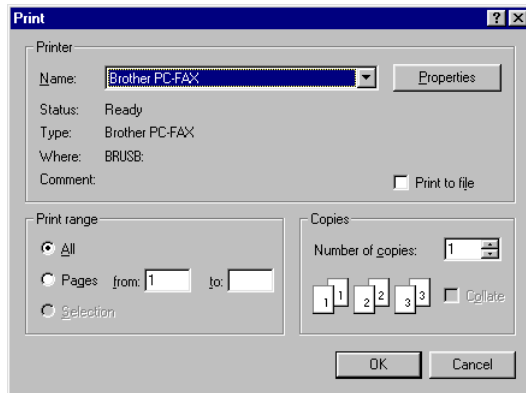 Print
Printer
Name: Brother PC-FAX Properties
Status: Ready
Type: Brother PC-FAX
Where: BRUSB:
Comment:
Print to file
Print range
All
Pages from: 1 to:
Selection
Copies
Number of copies: 1
1 1 2 2 3 3 Collate
OK Cancel